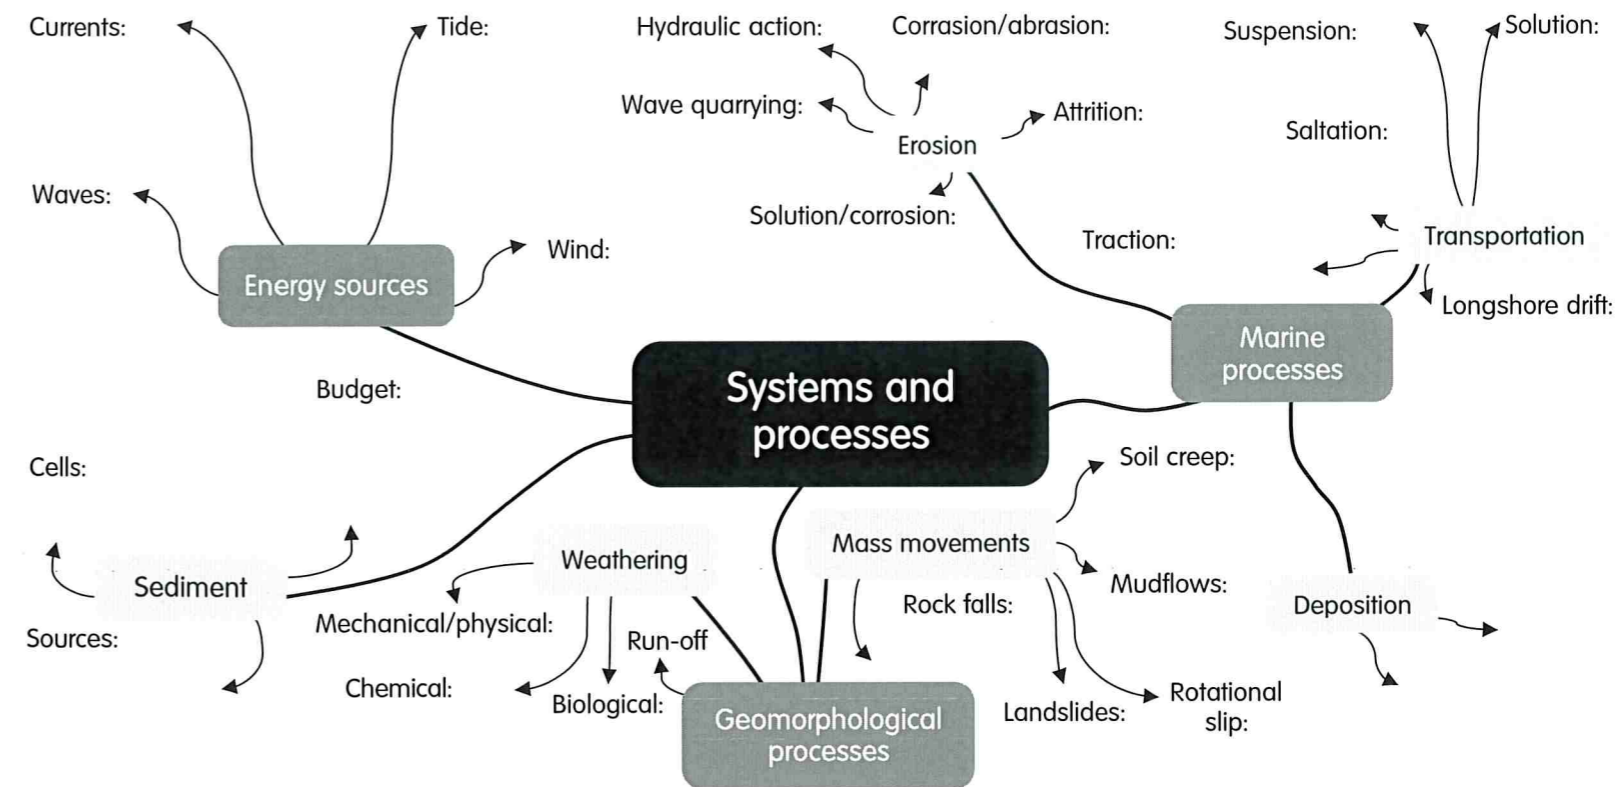 Currents:
Tide:
Hydraulic action:
Corrasion/abrasion:
Suspension:
Solution:
Wave quarrying:
Attrition:
Erosion
Saltation:
Waves:
Solution/corrosion:
Wind:
Traction:
Transportation
Energy sources
Longshore drift:
Marine
processes
Budget:
Systems and
processes
Cells:
Soil creep:
Sediment
Weathering
Mass movements
Mudflows:
Rock falls:
Deposition
Sources:
Mechanical/physical:
Run-off
Chemical:
Biological:
Geomorphological
processes
Landslides:
Rotational
slip: